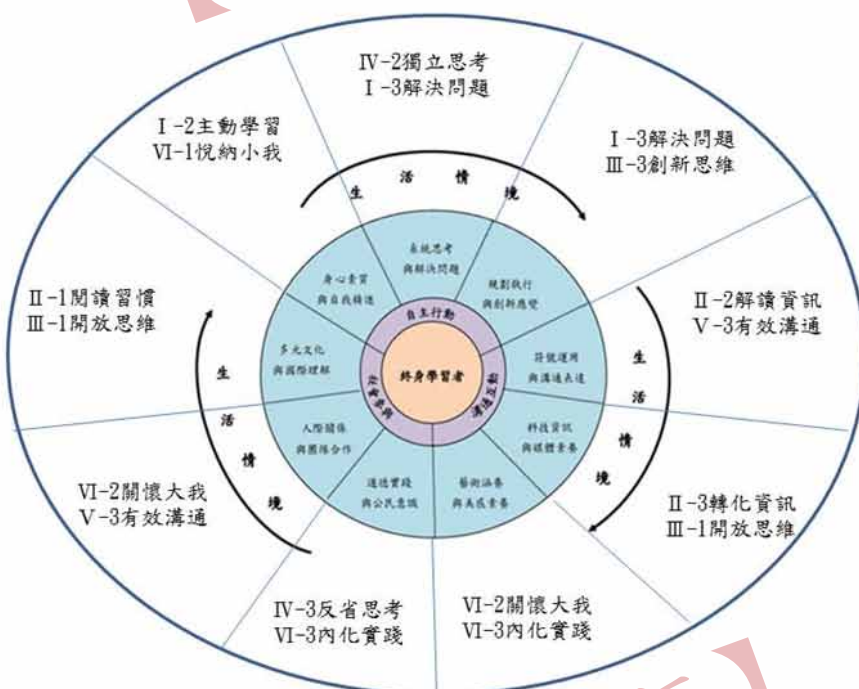 IV-2獨立思考
I-3解決問題
I-3解決問題
III-3創新思維
II-2解讀資訊
V-3有效溝通
II-3轉化資訊
III-1開放思維
VI-2關懷大我
VI-3內化實踐
IV-3反省思考
VI-3內化實踐
VI-2關懷大我
V-3有效溝通
II-1閱讀習慣
III-1開放思維
I-2主動學習
VI-1悅納小我
生活情境
生活情境
生活情境
系統思考
與解決問題
規劃執行
與創新應變
符號運用
與溝通表達
科技資訊
與媒體素養
藝術涵養
與美感素養
道德實踐
與公民意識
人際關係
與團隊合作
多元文化
與國際理解
身心素質
與自我精進
自主行動
溝通互動
社會參與
終身學習者